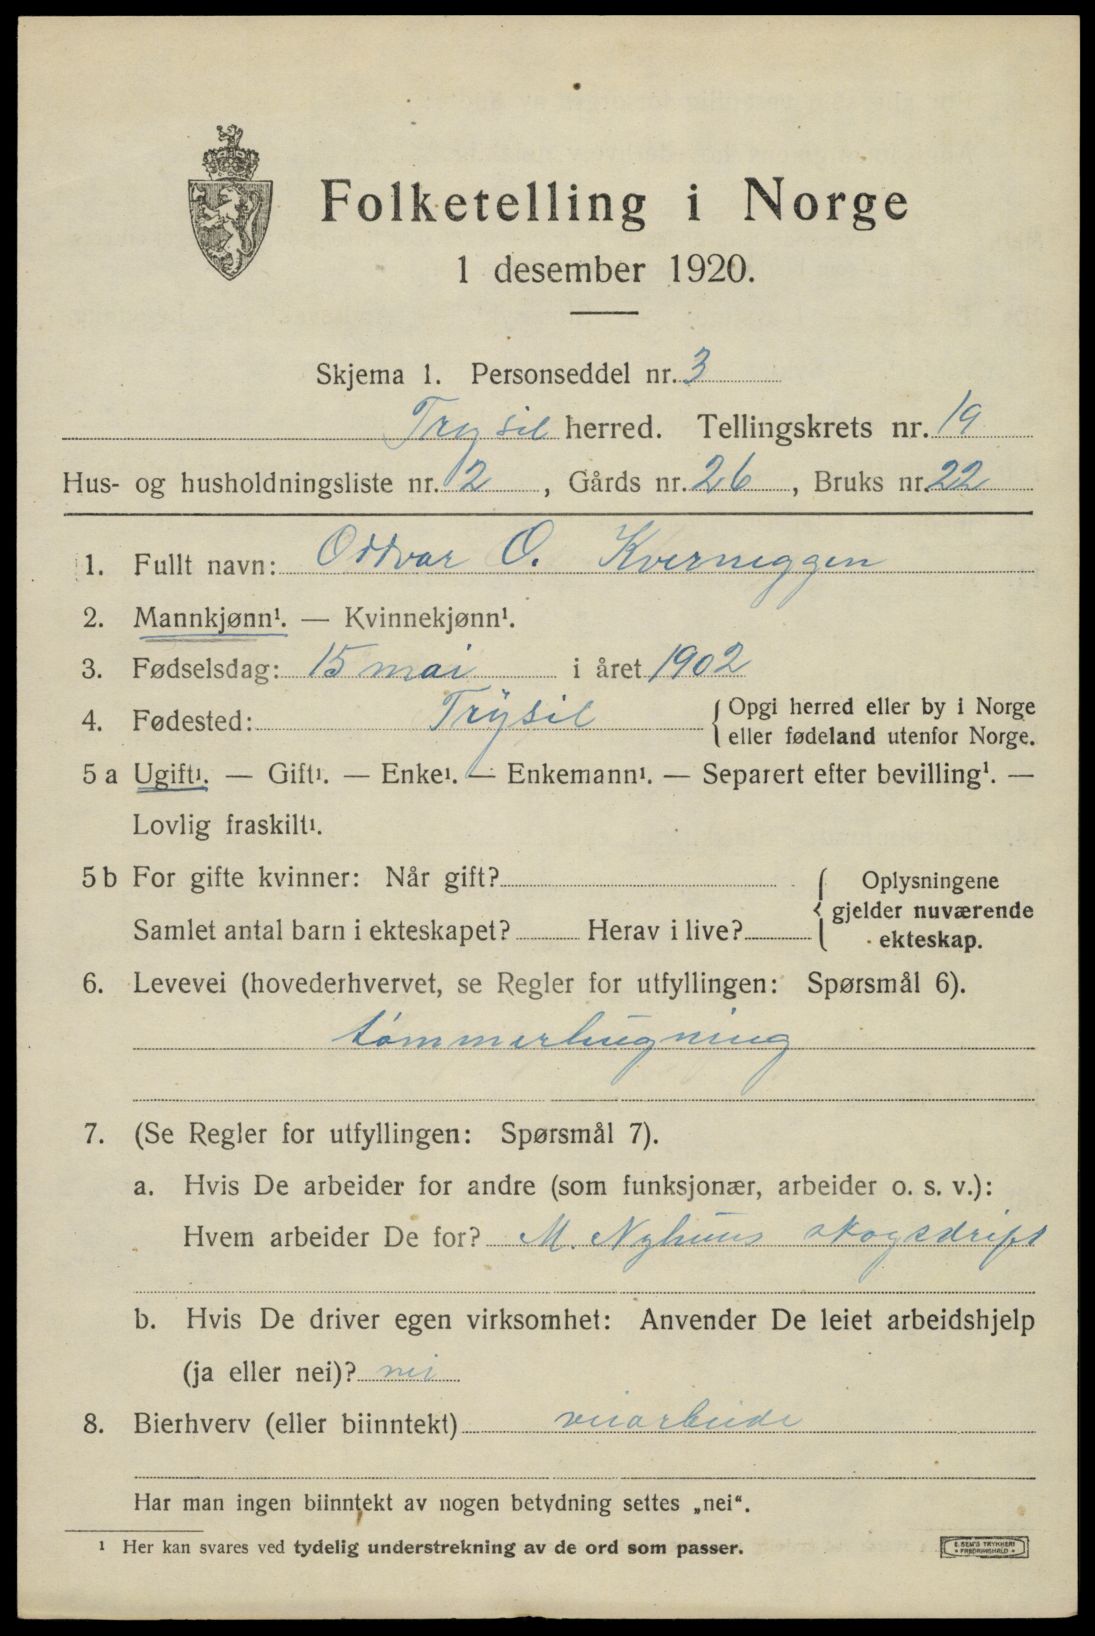 Folketelling i Norge
1 desember 1920.
Skjema 1. Personseddel nr. 3
Trysil herred. Tellingskrets nr. 19
Hus- og husholdningsliste nr. 2, Gårds nr. 26, Bruks nr. 22
1. Fullt navn: Oddvar O. Kverneggen
2. Mannkjønn¹. — Kvinnekjønn¹.
3. Fødselsdag: 15 mai i året 1902
4. Fødested: Trysil { Opgi herred eller by i Norge
eller fødeland utenfor Norge.
5 a Ugift¹. — Gift¹. — Enke¹. — Enkemann¹. — Separert efter bevilling¹. —
Lovlig fraskilt¹.
5 b For gifte kvinner: Når gift?
Samlet antal barn i ekteskapet? Herav i live?
{ Oplysningene
gjelder nuværende
ekteskap.
6. Levevei (hovederhvervet, se Regler for utfyllingen: Spørsmål 6).
tømmerhugning
7. (Se Regler for utfyllingen: Spørsmål 7).
a. Hvis De arbeider for andre (som funksjonær, arbeider o. s. v.):
Hvem arbeider De for? M. Nyhuus skogsdrift
b. Hvis De driver egen virksomhet: Anvender De leiet arbeidshjelp
(ja eller nei)? nei
8. Bierhverv (eller biinntekt) veiarbeide
Har man ingen biinntekt av nogen betydning settes „nei“.
¹ Her kan svares ved tydelig understrekning av de ord som passer.
E. SEM'S TRYKKERI
• FREDRIKSHALD •